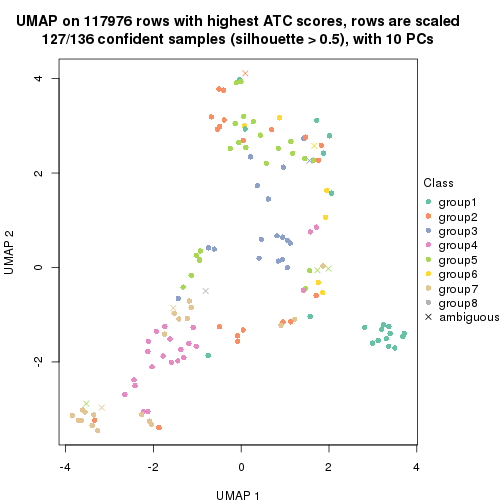 UMAP on 117976 rows with highest ATC scores, rows are scaled
127/136 confident samples (silhouette > 0.5), with 10 PCs
4
2
0
-2
UMAP 2
-4
-2
0
2
4
UMAP 1
Class
group1
group2
group3
group4
group5
group6
group7
group8
ambiguous